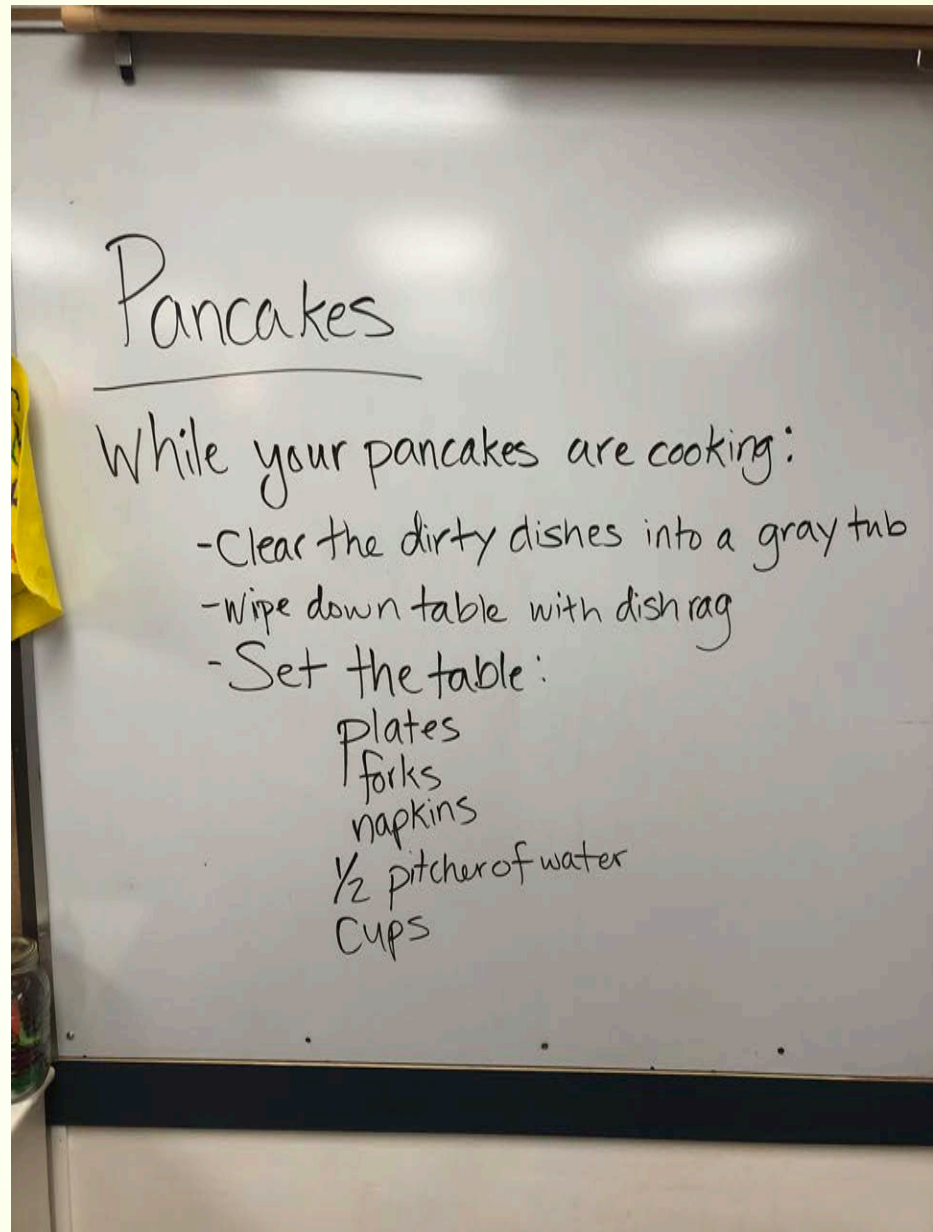 Pancakes
While your pancakes are cooking:
-Clear the dirty dishes into a gray tub
-Wipe down table with dish rag
-Set the table:
plates
forks
napkins
1/2 pitcher of water
Cups